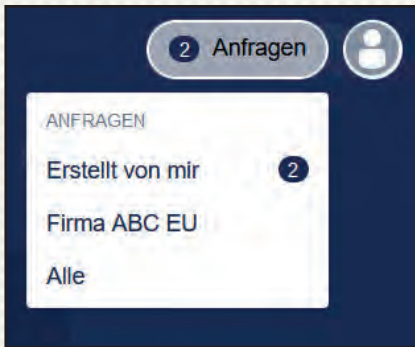 2 Anfragen
ANFRAGEN
Erstellt von mir 2
Firma ABC EU
Alle